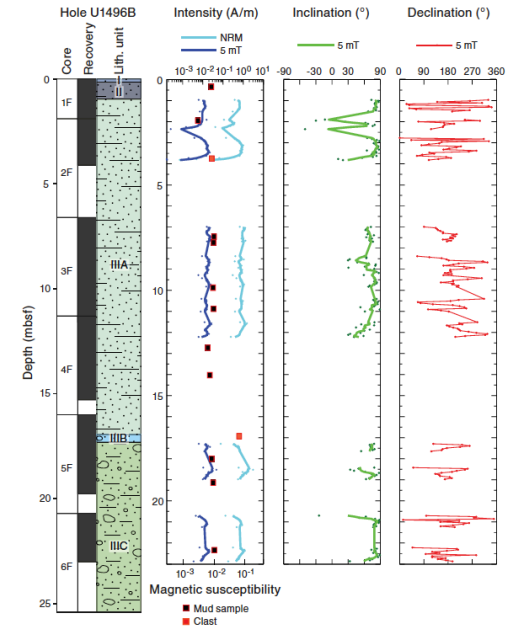 Hole U1496B
Intensity (A/m)
Inclination (°)
Declination (°)
Core
Recovery
Lith. unit
NRM
5 mT
5 mT
5 mT
10⁻³ 10⁻² 10⁻¹ 10⁰ 10¹
-90 -30 0 30 90
0 90 180 270 360
0
5
10
15
20
25
Depth (mbsf)
1F
2F
3F
4F
5F
6F
I
II
IIIA
IIIB
IIIC
0
5
10
15
20
10⁻³ 10⁻² 10⁻¹
Magnetic susceptibility
Mud sample
Clast